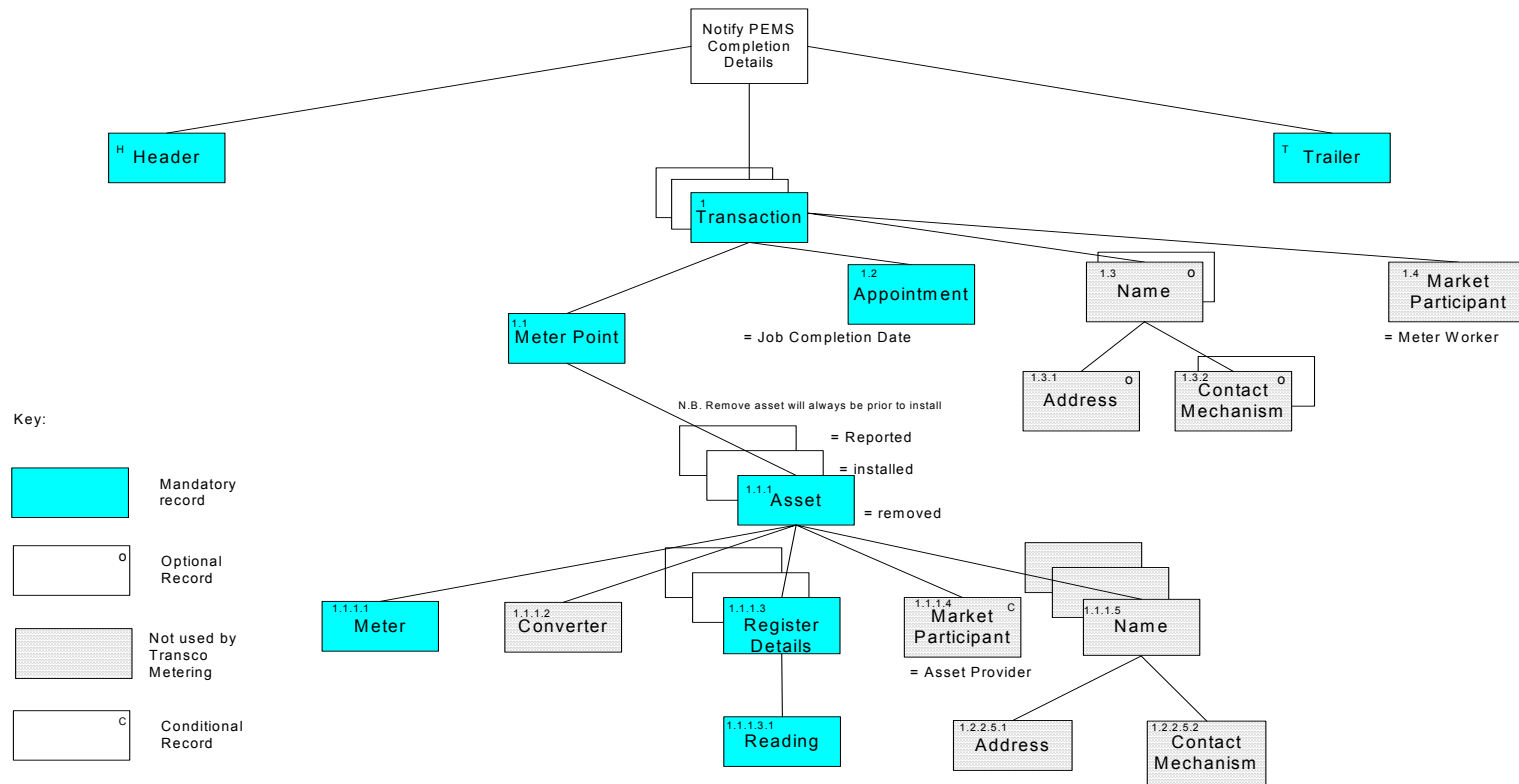 Notify PEMS
Completion
Details
H
Header
T
Trailer
1
Transaction
1.2
Appointment
= Job Completion Date
1.3
O
Name
1.4
Market
Participant
= Meter Worker
1.1
Meter Point
1.3.1
O
Address
1.3.2
O
Contact
Mechanism
N.B. Remove asset will always be prior to install
= Reported
= installed
1.1.1
Asset
= removed
Key:
Mandatory
record
O
Optional
Record
Not used by
Transco
Metering
C
Conditional
Record
1.1.1.1
Meter
1.1.1.2
Converter
1.1.1.3
Register
Details
1.1.1.4
C
Market
Participant
= Asset Provider
1.1.1.5
Name
1.1.1.3.1
Reading
1.2.2.5.1
Address
1.2.2.5.2
Contact
Mechanism